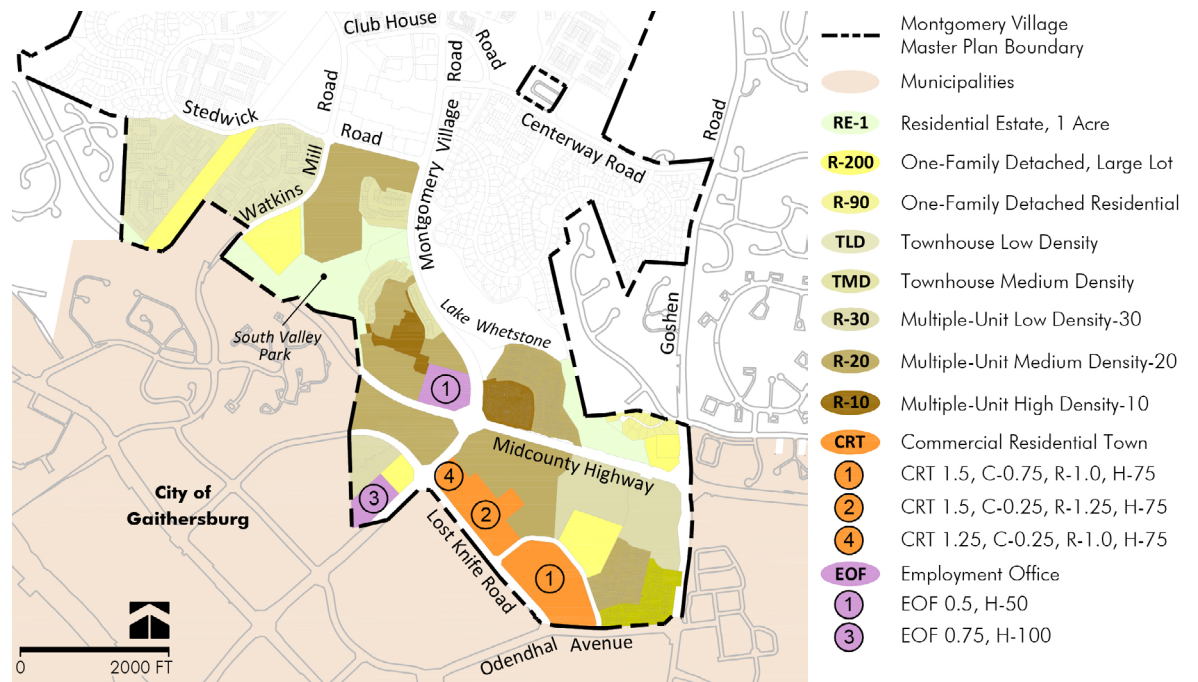 Club House
Road
Road
Road
Stedwick
Road
Mill
Watkins
Montgomery Village
Centerway Road
Road
Goshen
Lake Whetstone
South Valley
Park
1
Midcounty Highway
4
3
2
1
City of
Gaithersburg
Lost Knife Road
Odendhal Avenue
0 2000 FT
Montgomery Village
Master Plan Boundary
Municipalities
RE-1 Residential Estate, 1 Acre
R-200 One-Family Detached, Large Lot
R-90 One-Family Detached Residential
TLD Townhouse Low Density
TMD Townhouse Medium Density
R-30 Multiple-Unit Low Density-30
R-20 Multiple-Unit Medium Density-20
R-10 Multiple-Unit High Density-10
CRT Commercial Residential Town
1 CRT 1.5, C-0.75, R-1.0, H-75
2 CRT 1.5, C-0.25, R-1.25, H-75
4 CRT 1.25, C-0.25, R-1.0, H-75
EOF Employment Office
1 EOF 0.5, H-50
3 EOF 0.75, H-100